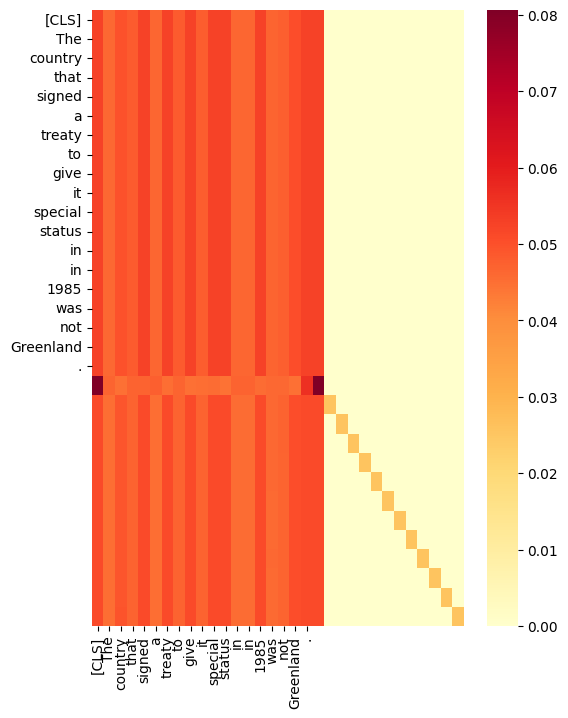 [CLS]
The
country
that
signed
a
treaty
to
give
it
special
status
in
in
1985
was
not
Greenland
.
0.08
0.07
0.06
0.05
0.04
0.03
0.02
0.01
0.00
[CLS]
The
country
that
signed
a
treaty
to
give
it
special
status
in
in
1985
was
not
Greenland
.